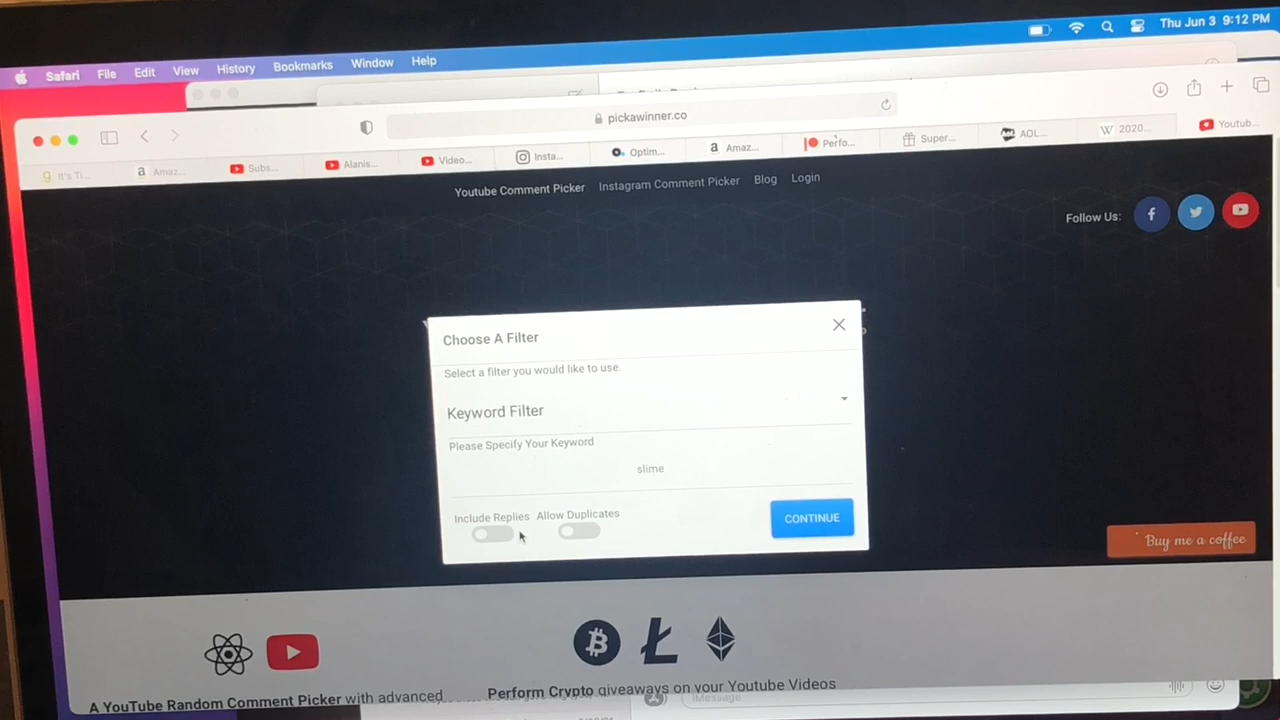 Safari File Edit View History Bookmarks Window Help
Thu Jun 3 9:12 PM
pickawinner.co
It's Ti...
a Amaz...
Subs...
Alanis...
Video...
Insta...
Optim...
a Amaz...
Perfo...
Super...
AOL...
W 2020...
Youtub...
Youtube Comment Picker Instagram Comment Picker Blog Login
Follow Us:
Choose A Filter
Select a filter you would like to use.
Keyword Filter
Please Specify Your Keyword
slime
Include Replies Allow Duplicates
CONTINUE
Buy me a coffee
A YouTube Random Comment Picker with advanced
Perform Crypto giveaways on your Youtube Videos
iMessage